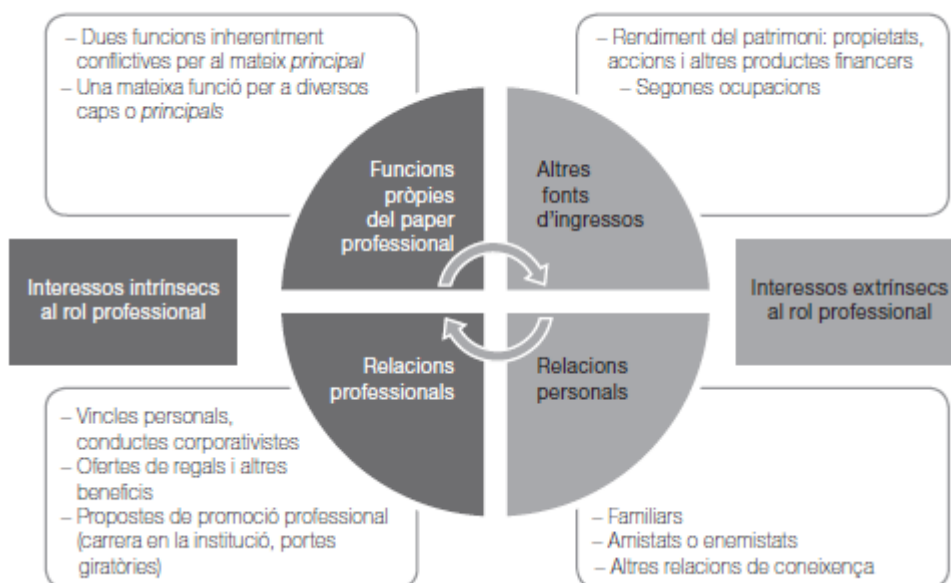 – Dues funcions inherentment
conflictives per al mateix principal
– Una mateixa funció per a diversos
caps o principals
– Rendiment del patrimoni: propietats,
accions i altres productes financers
– Segones ocupacions
Funcions
pròpies
del paper
professional
Altres
fonts
d'ingressos
Interessos intrínsecs
al rol professional
Interessos extrínsecs
al rol professional
Relacions
professionals
Relacions
personals
– Vincles personals,
conductes corporativistes
– Ofertes de regals i altres
beneficis
– Propostes de promoció professional
(carrera en la institució, portes
giratòries)
– Familiars
– Amistats o enemistats
– Altres relacions de coneixença